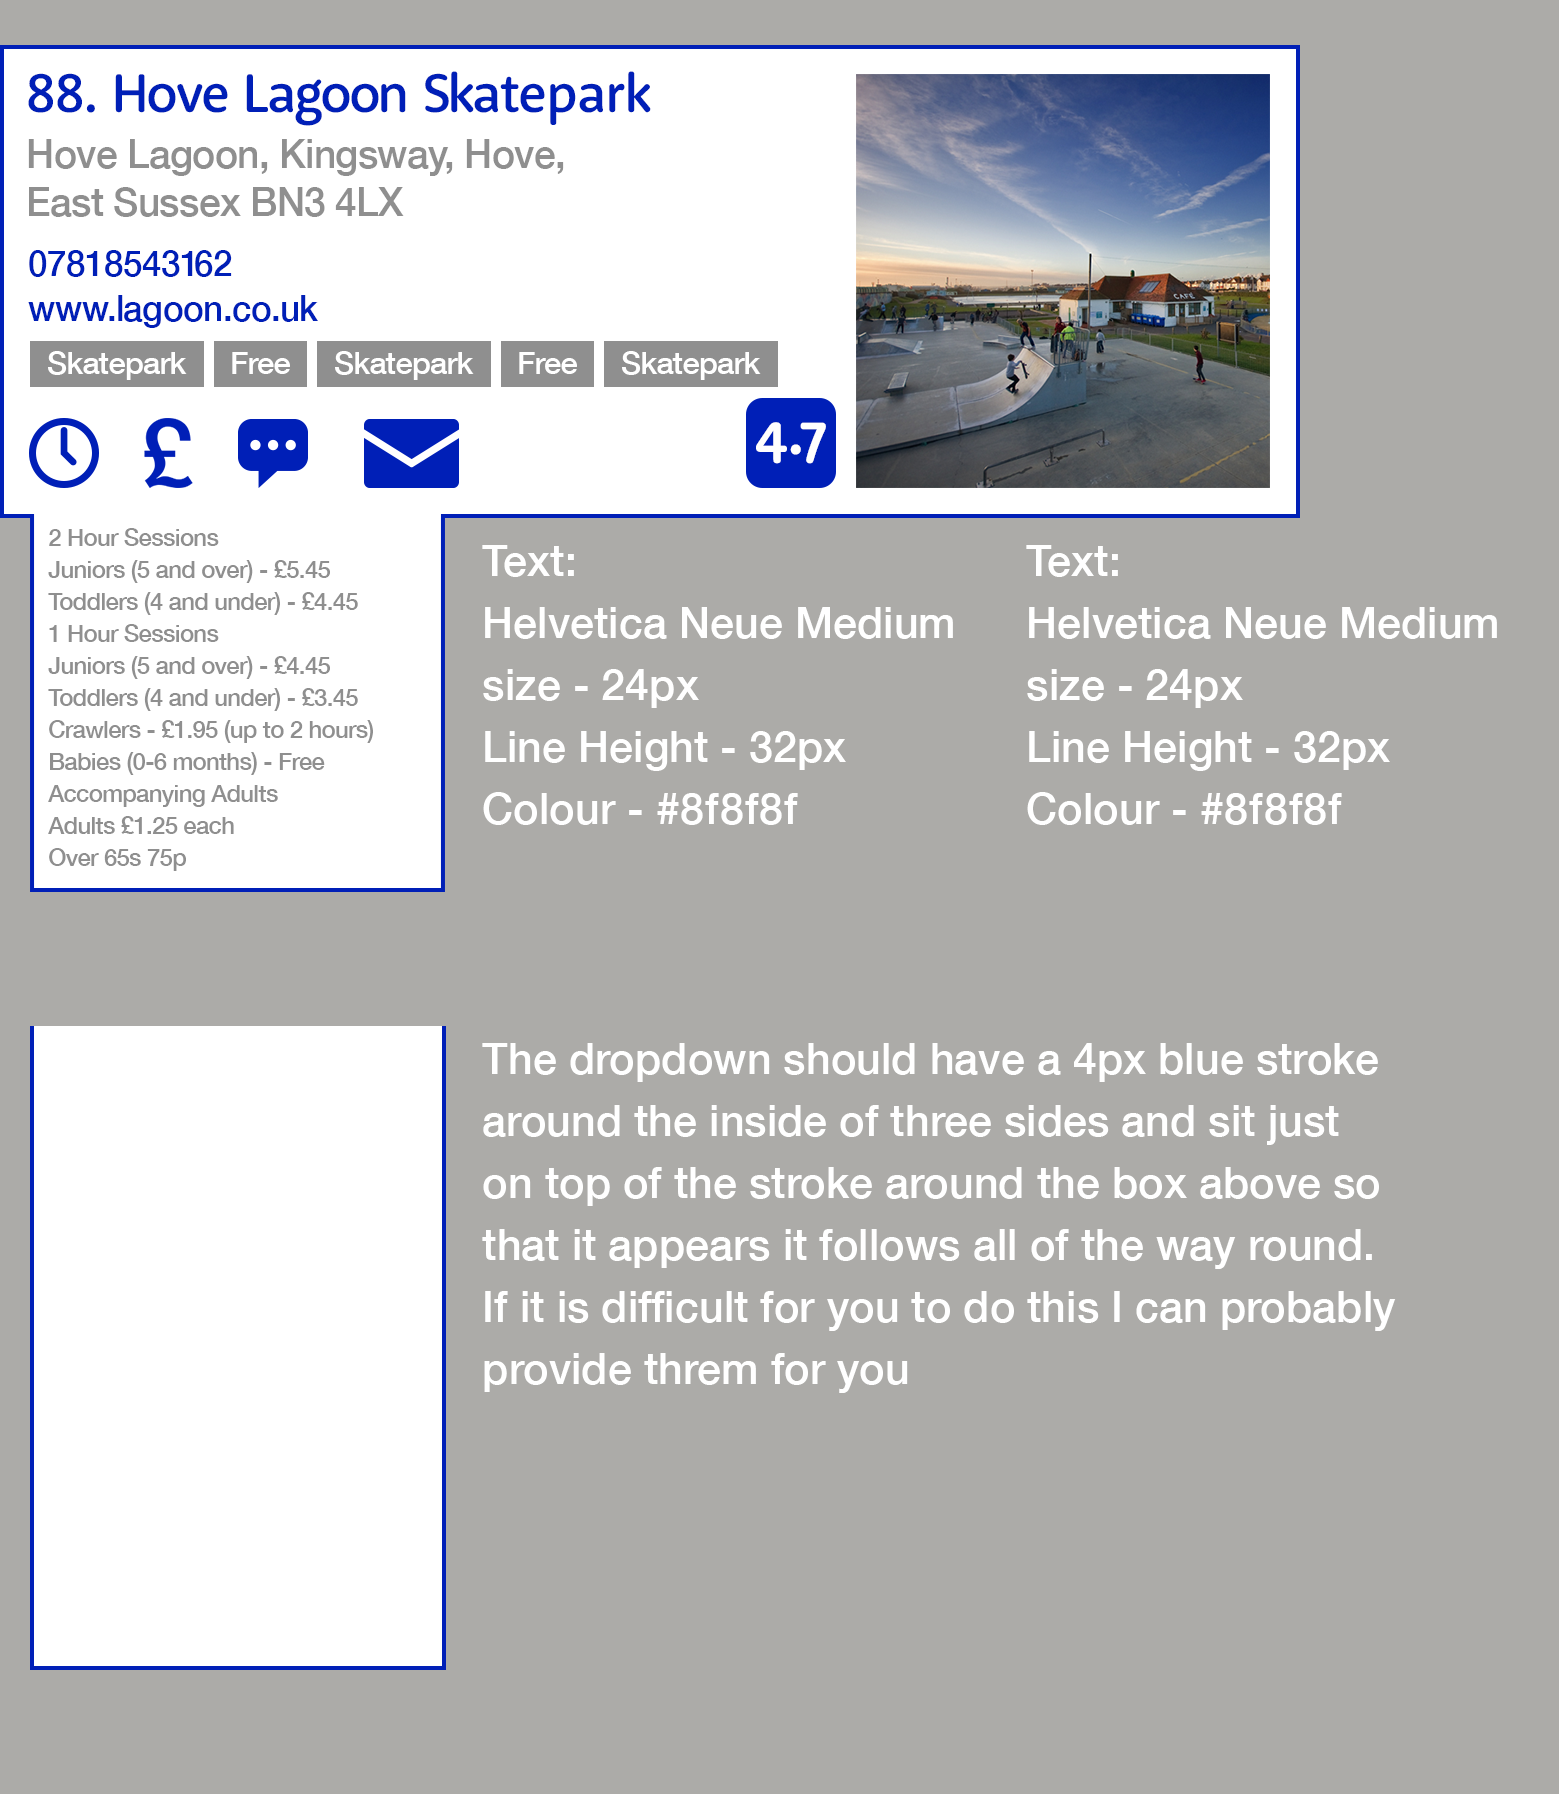 88. Hove Lagoon Skatepark
Hove Lagoon, Kingsway, Hove,
East Sussex BN3 4LX
07818543162
www.lagoon.co.uk
Skatepark Free Skatepark Free Skatepark
£
4.7
CAFE
2 Hour Sessions
Juniors (5 and over) - £5.45
Toddlers (4 and under) - £4.45
1 Hour Sessions
Juniors (5 and over) - £4.45
Toddlers (4 and under) - £3.45
Crawlers - £1.95 (up to 2 hours)
Babies (0-6 months) - Free
Accompanying Adults
Adults £1.25 each
Over 65s 75p
Text:
Helvetica Neue Medium
size - 24px
Line Height - 32px
Colour - #8f8f8f
Text:
Helvetica Neue Medium
size - 24px
Line Height - 32px
Colour - #8f8f8f
The dropdown should have a 4px blue stroke
around the inside of three sides and sit just
on top of the stroke around the box above so
that it appears it follows all of the way round.
If it is difficult for you to do this I can probably
provide threm for you